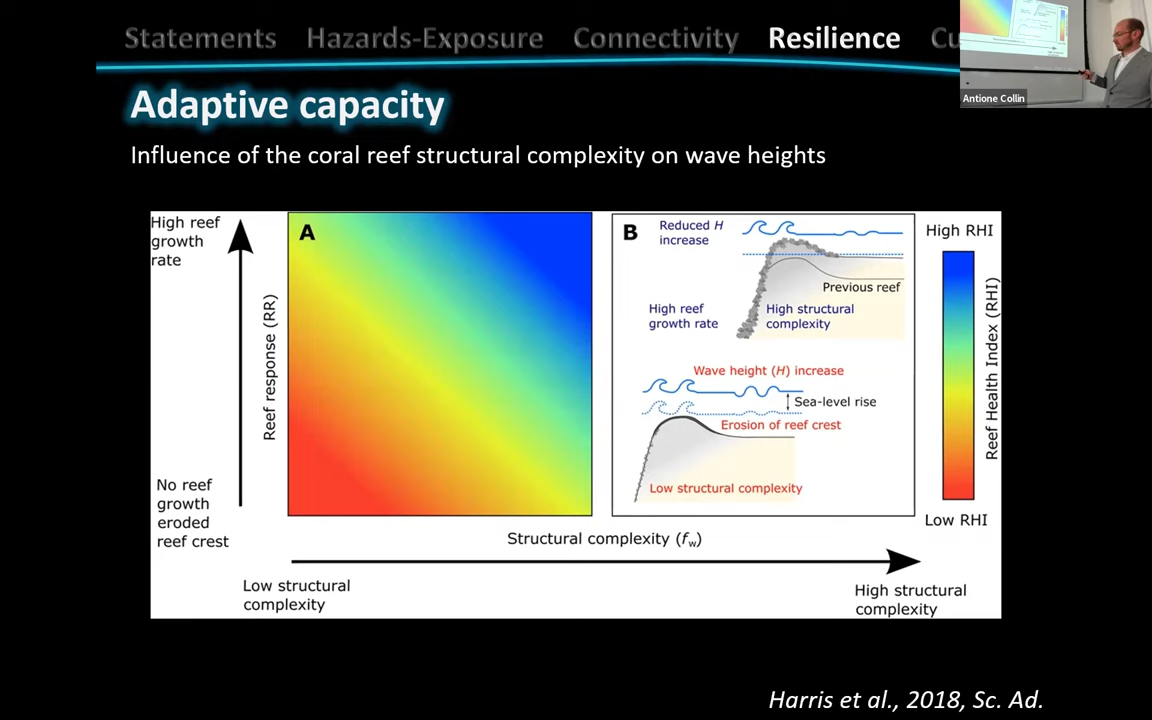 Statements Hazards-Exposure Connectivity Resilience Cu
Antione Collin
Adaptive capacity
Influence of the coral reef structural complexity on wave heights
High reef
growth
rate
Reef response (RR)
No reef
growth
eroded
reef crest
A
B
Reduced H
increase
Previous reef
High reef
growth rate
High structural
complexity
Wave height (H) increase
Sea-level rise
Erosion of reef crest
Low structural complexity
High RHI
Reef Health Index (RHI)
Low RHI
Structural complexity (fw)
Low structural
complexity
High structural
complexity
Harris et al., 2018, Sc. Ad.